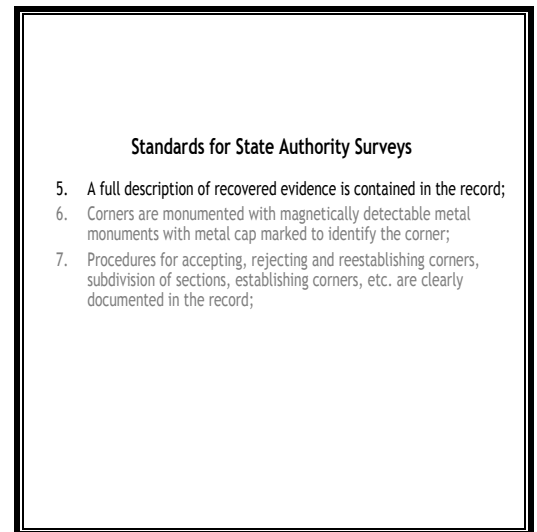 Standards for State Authority Surveys
5. A full description of recovered evidence is contained in the record;
6. Corners are monumented with magnetically detectable metal
monuments with metal cap marked to identify the corner;
7. Procedures for accepting, rejecting and reestablishing corners,
subdivision of sections, establishing corners, etc. are clearly
documented in the record;